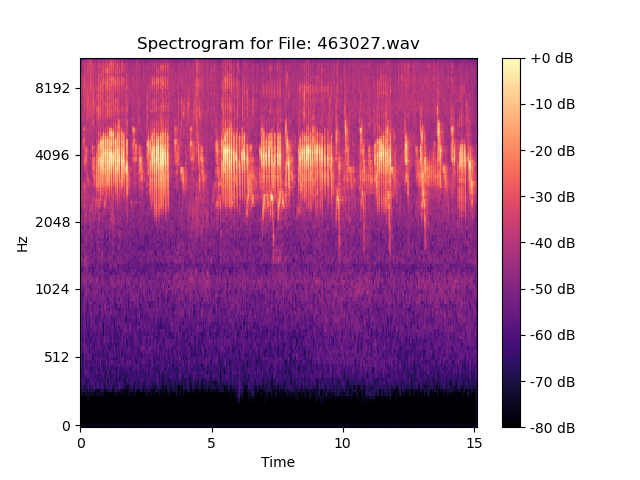 Spectrogram for File: 463027.wav
8192
4096
2048
1024
512
0
Hz
0
5
10
15
Time
+0 dB
-10 dB
-20 dB
-30 dB
-40 dB
-50 dB
-60 dB
-70 dB
-80 dB